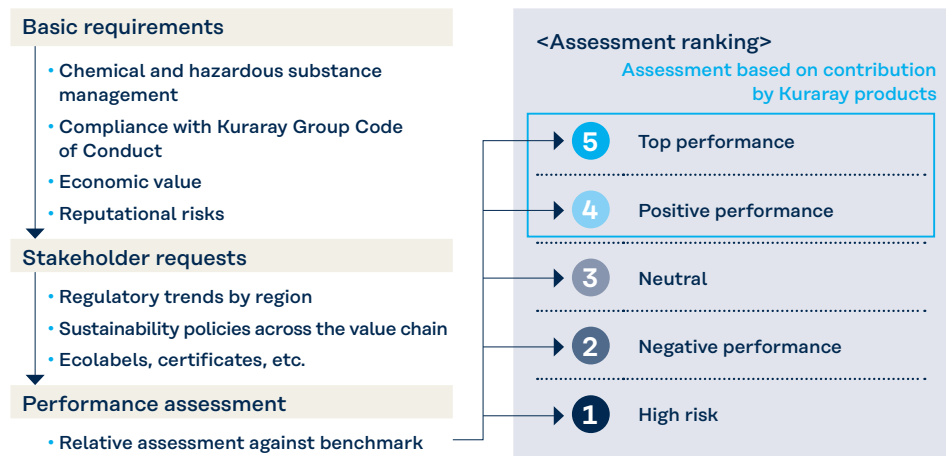 Basic requirements
• Chemical and hazardous substance
management
• Compliance with Kuraray Group Code
of Conduct
• Economic value
• Reputational risks
Stakeholder requests
• Regulatory trends by region
• Sustainability policies across the value chain
• Ecolabels, certificates, etc.
Performance assessment
• Relative assessment against benchmark
<Assessment ranking>
Assessment based on contribution
by Kuraray products
5 Top performance
4 Positive performance
3 Neutral
2 Negative performance
1 High risk